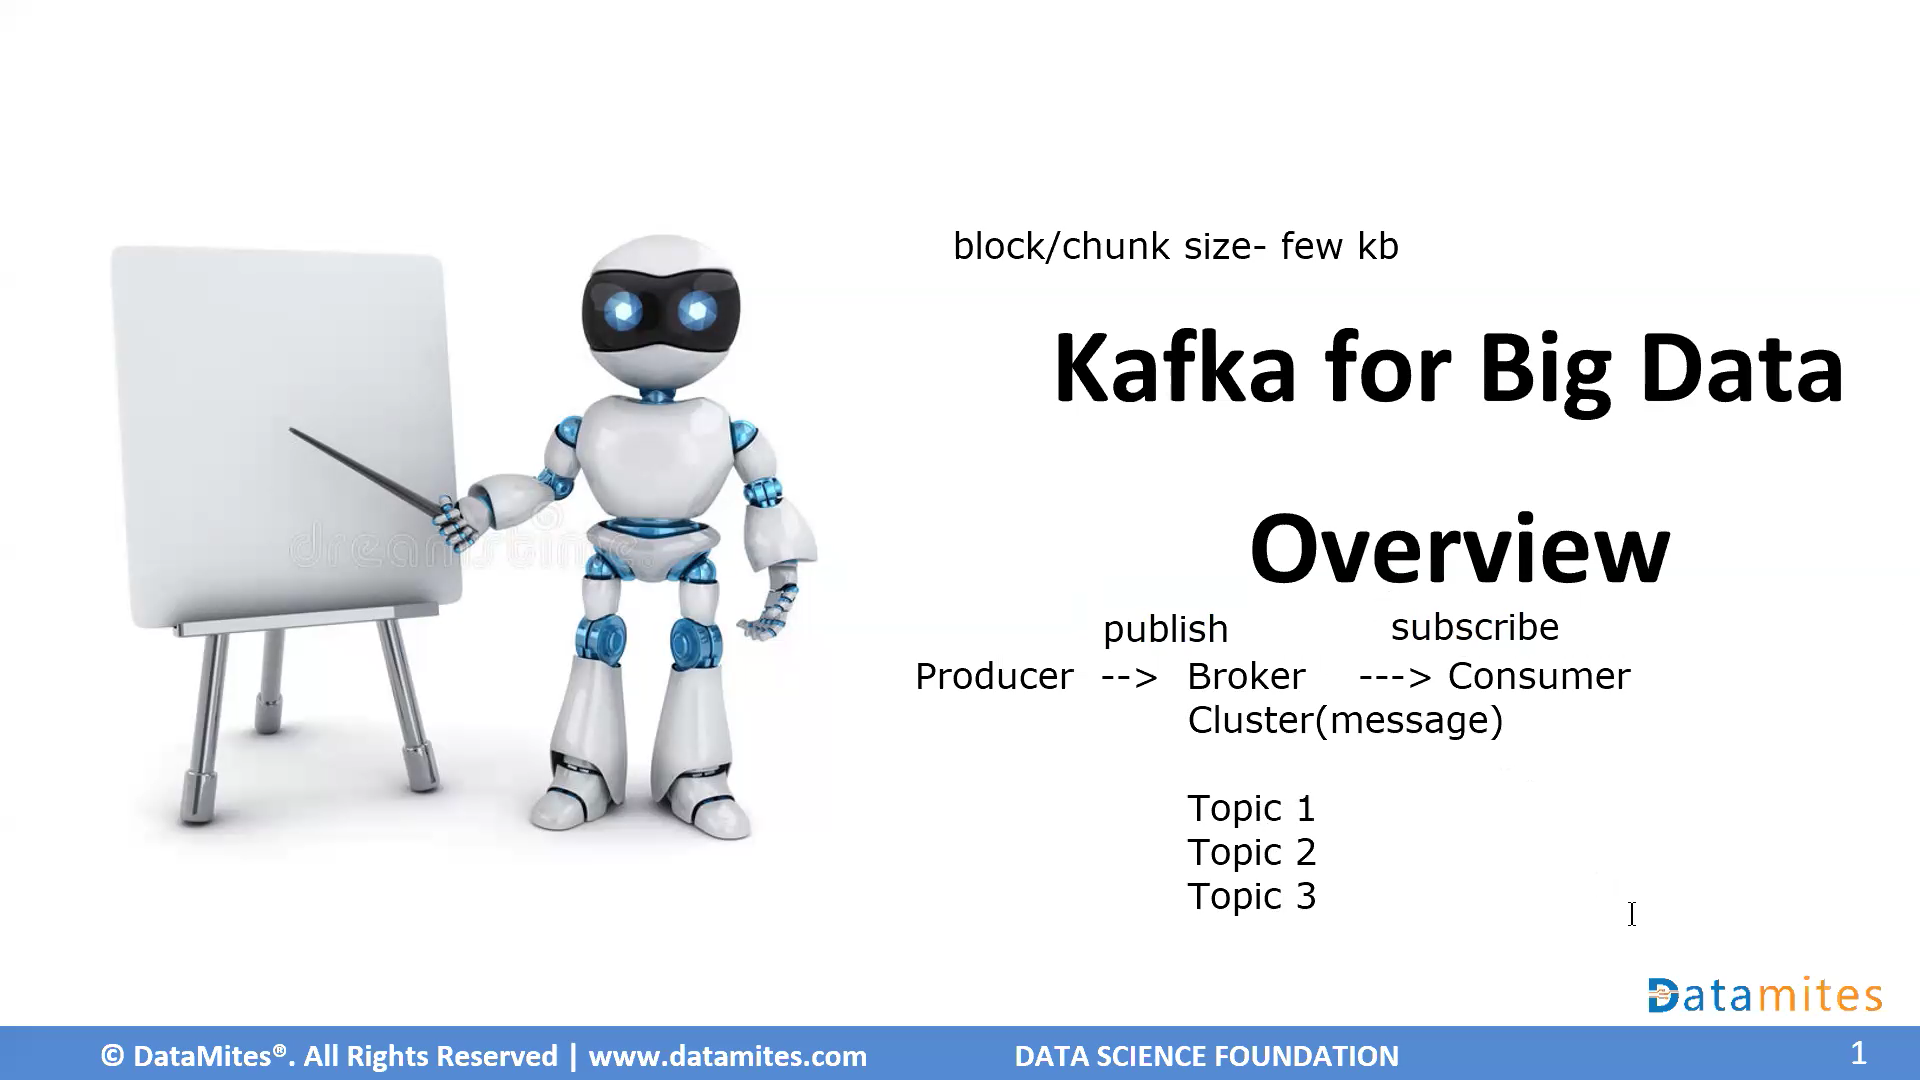 block/chunk size- few kb
Kafka for Big Data
Overview
dreamstime
publish subscribe
Producer --> Broker ---> Consumer
Cluster(message)
Topic 1
Topic 2
Topic 3
Datamites
© DataMites®. All Rights Reserved | www.datamites.com DATA SCIENCE FOUNDATION 1